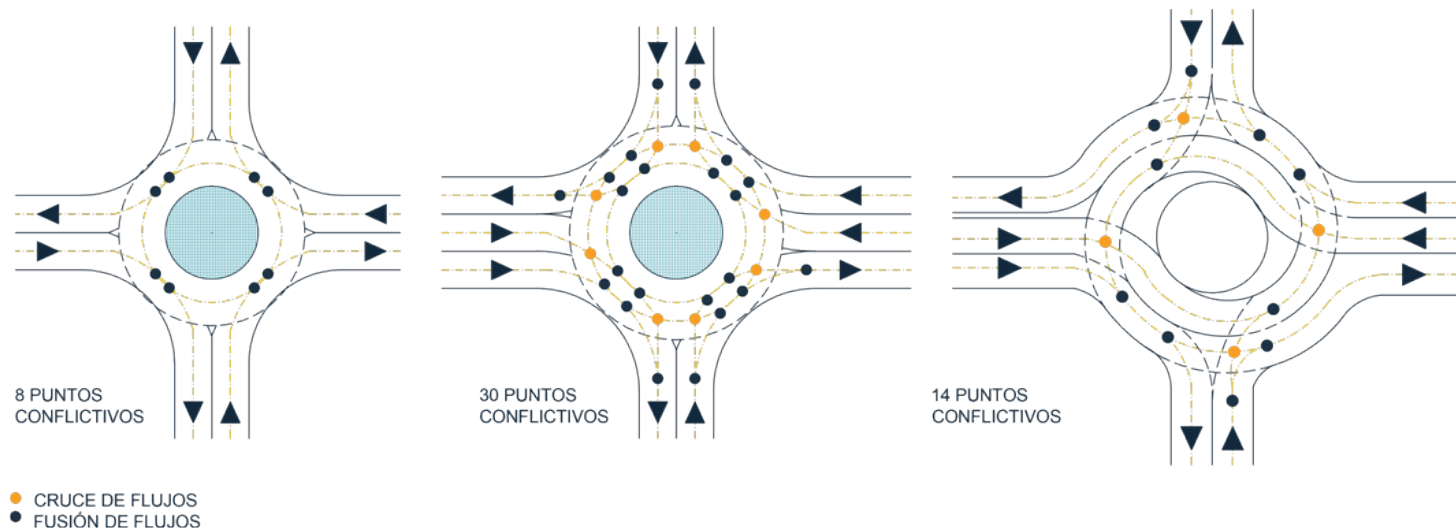 8 PUNTOS
CONFLICTIVOS
30 PUNTOS
CONFLICTIVOS
14 PUNTOS
CONFLICTIVOS
CRUCE DE FLUJOS
FUSIÓN DE FLUJOS